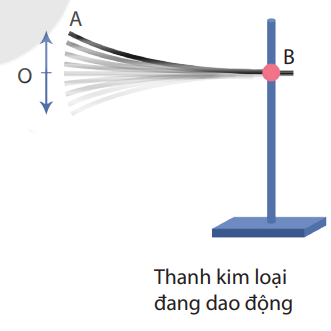 A
B
O
Thanh kim loại
đang dao động